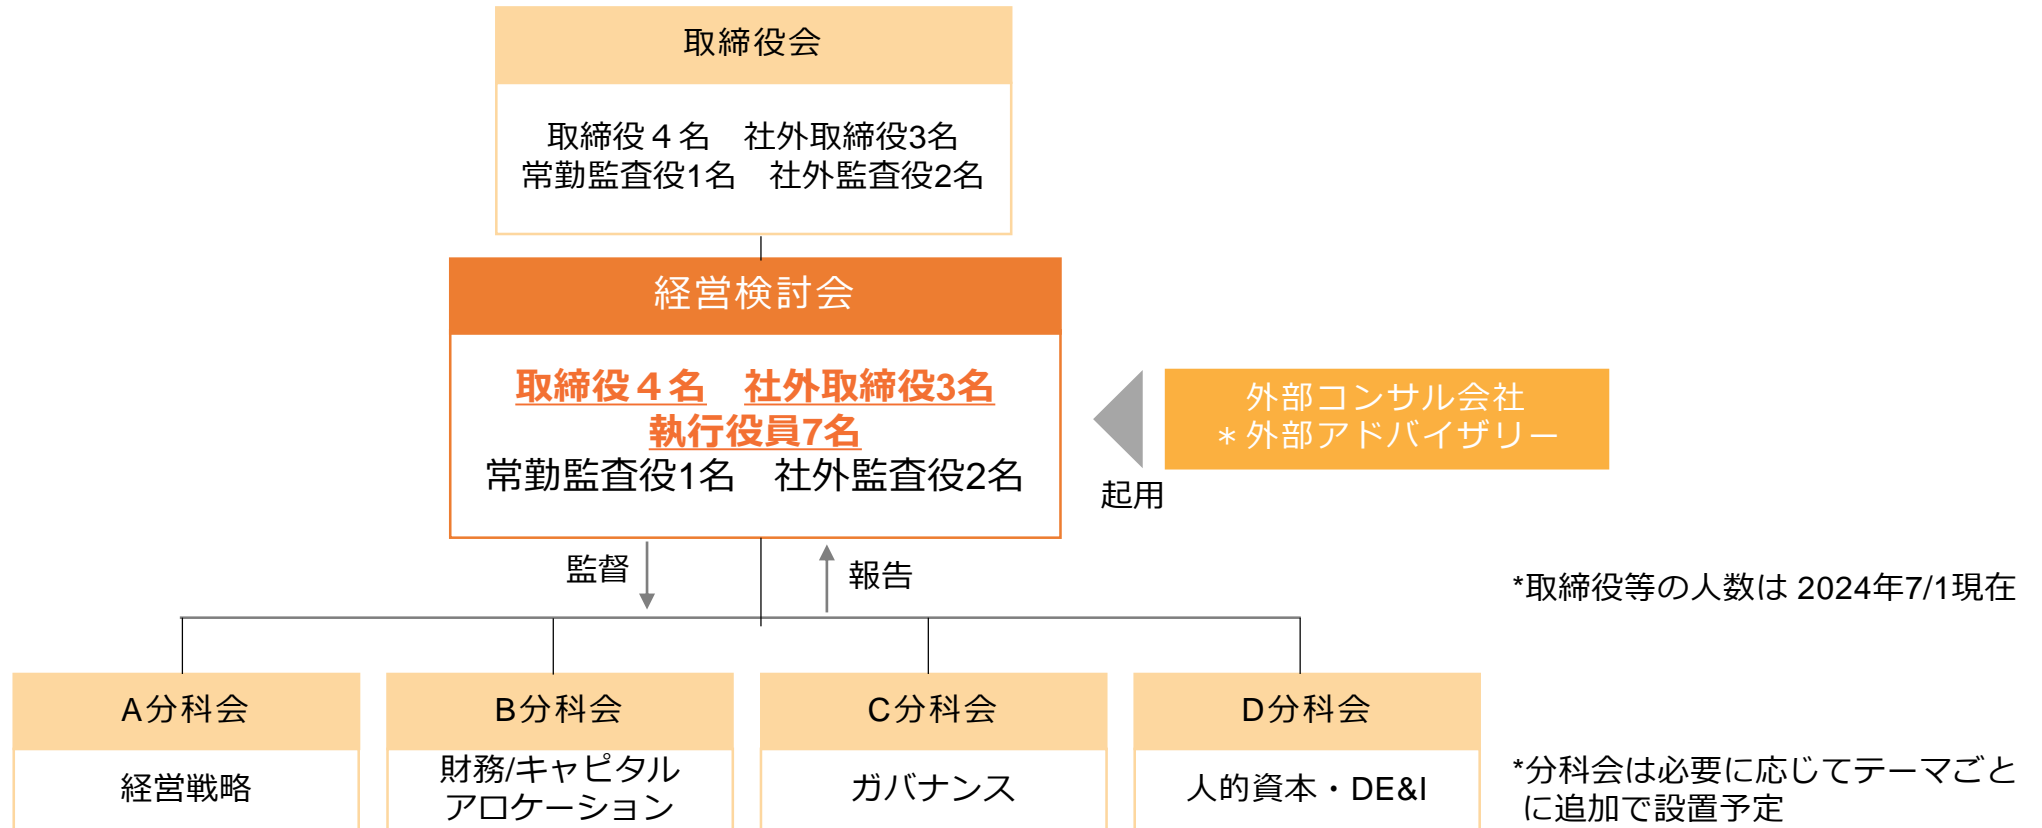 取締役会
取締役４名　社外取締役3名
常勤監査役1名　社外監査役2名
経営検討会
取締役４名　社外取締役3名
執行役員7名
常勤監査役1名　社外監査役2名
外部コンサル会社
＊外部アドバイザリー
起用
監督
報告
*取締役等の人数は 2024年7/1現在
A分科会
経営戦略
B分科会
財務/キャピタル
アロケーション
C分科会
ガバナンス
D分科会
人的資本・DE&I
*分科会は必要に応じてテーマごと
に追加で設置予定